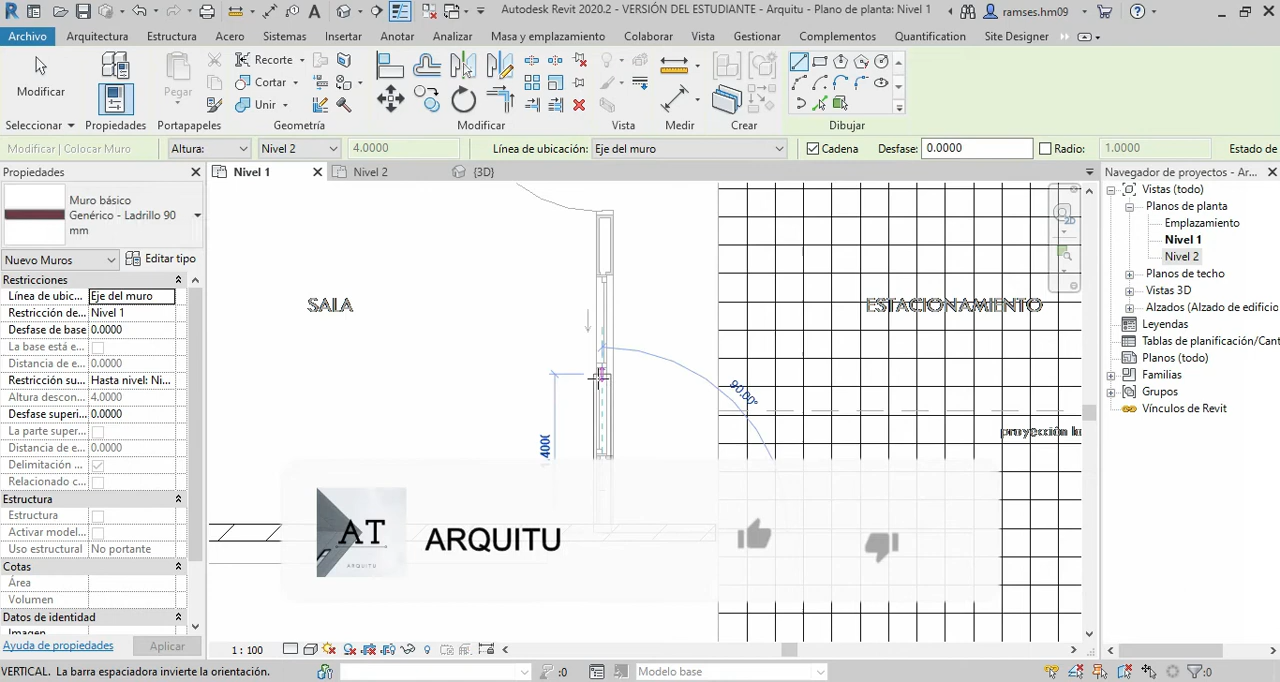 Autodesk Revit 2020.2 - VERSIÓN DEL ESTUDIANTE - Arquitu - Plano de planta: Nivel 1
ramses.hm09
Archivo Arquitectura Estructura Acero Sistemas Insertar Anotar Analizar Masa y emplazamiento Colaborar Vista Gestionar Complementos Quantification Site Designer
Modificar
Pegar
Recorte
Cortar
Unir
Seleccionar Propiedades Portapapeles Geometría Modificar Vista Medir Crear Dibujar
Modificar | Colocar Muro Altura: Nivel 2 4.0000 Línea de ubicación: Eje del muro Cadena Desfase: 0.0000 Radio: 1.0000 Estado de
Propiedades
Nivel 1
Nivel 2
{3D}
Muro básico
Genérico - Ladrillo 90
mm
Nuevo Muros Editar tipo
Restricciones
Línea de ubic... Eje del muro
Restricción de... Nivel 1
Desfase de base 0.0000
La base está e...
Distancia de e... 0.0000
Restricción su... Hasta nivel: Ni...
Altura descon... 4.0000
Desfase superi... 0.0000
La parte super...
Distancia de e... 0.0000
Delimitación ...
Relacionado c...
Estructura
Estructura
Activar model...
Uso estructural No portante
Cotas
Área
Volumen
Datos de identidad
Imagen
Ayuda de propiedades Aplicar
SALA
ESTACIONAMIENTO
90.00°
proyección
2D
AT
ARQUITU
ARQUITU
Navegador de proyectos - Ar...
Vistas (todo)
Planos de planta
Emplazamiento
Nivel 1
Nivel 2
Planos de techo
Vistas 3D
Alzados (Alzado de edificio
Leyendas
Tablas de planificación/Cant
Planos (todo)
Familias
Grupos
Vínculos de Revit
1 : 100
VERTICAL. La barra espaciadora invierte la orientación.
:0
Modelo base
:0